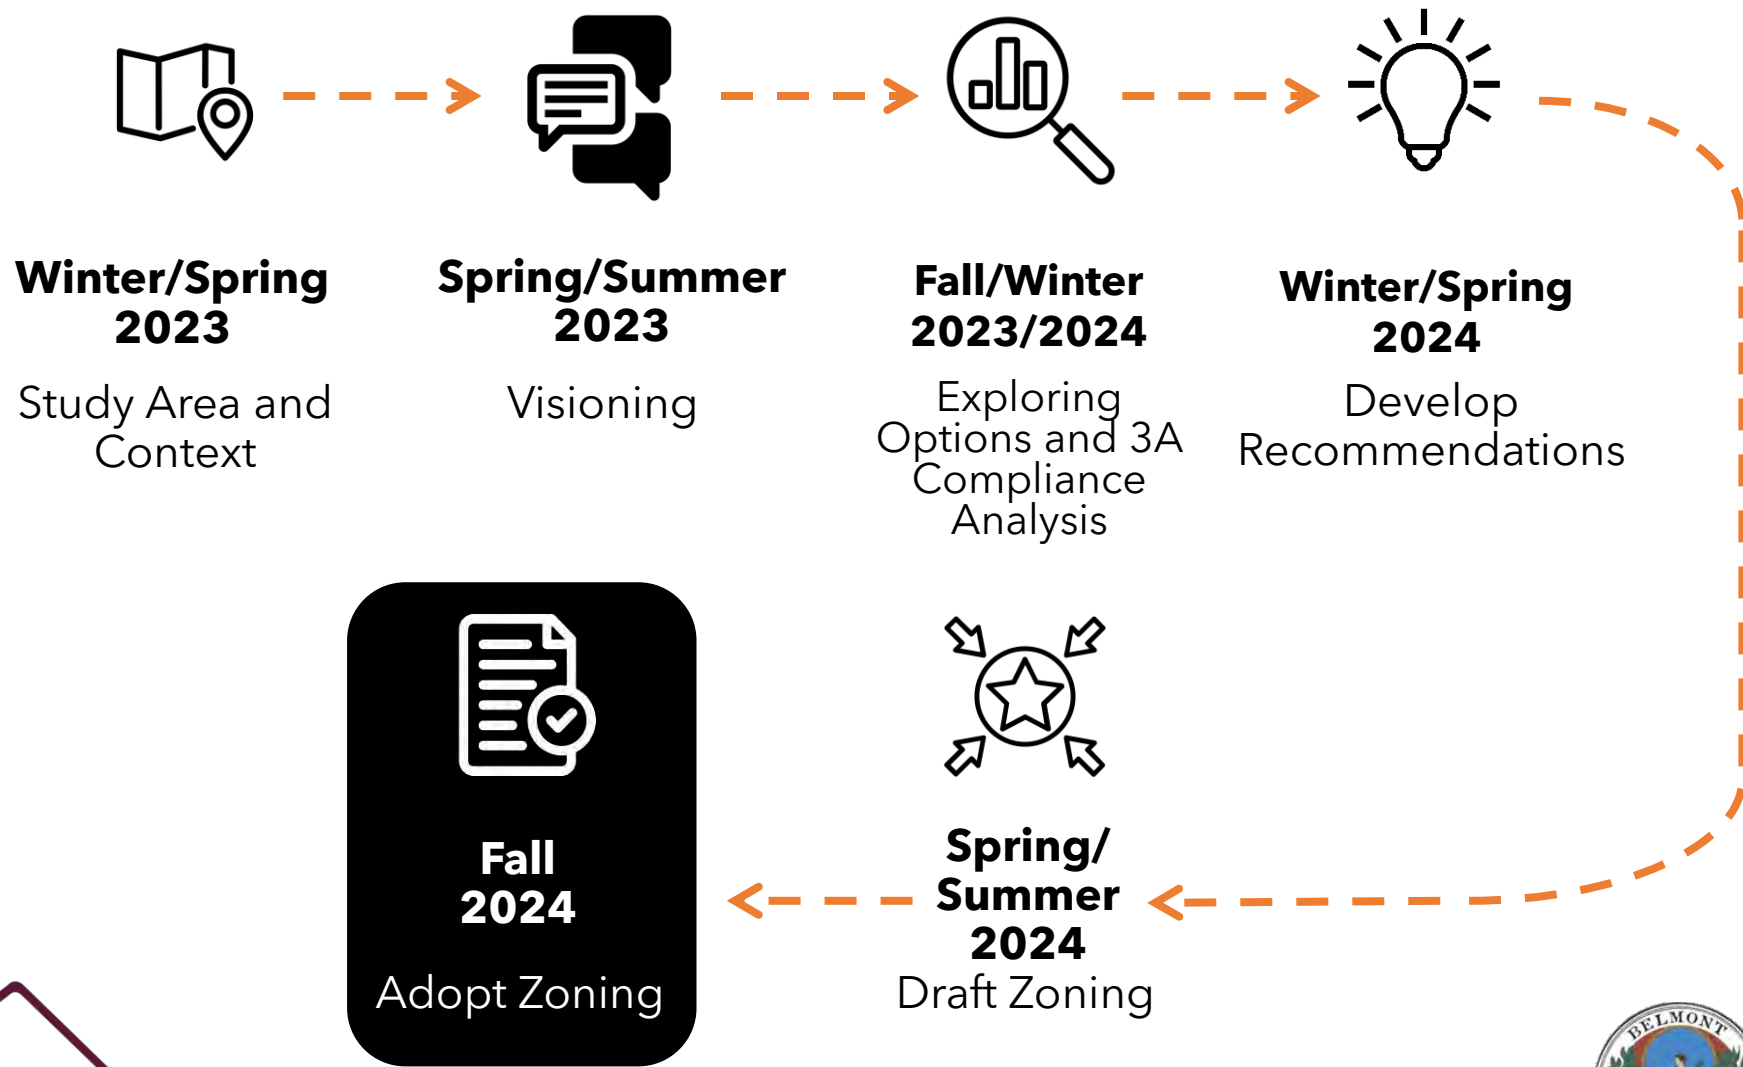 Winter/Spring
2023
Study Area and
Context
Spring/Summer
2023
Visioning
Fall/Winter
2023/2024
Exploring
Options and 3A
Compliance
Analysis
Winter/Spring
2024
Develop
Recommendations
Fall
2024
Adopt Zoning
Spring/
Summer
2024
Draft Zoning
BELMONT